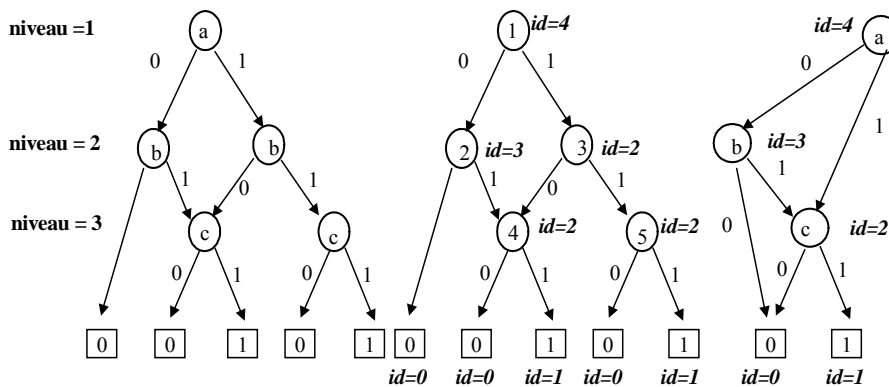 niveau =1 a 1 id=4 id=4 a
0 1 0 1 0 1
niveau = 2 b b 2 id=3 3 id=2 b id=3
1 0 1 1 0 1 1
niveau = 3 c c 4 id=2 5 id=2 0 c id=2
0 1 0 1 0 1 0 1 0 1
0 0 1 0 1 0 0 1 0 1 0 1
id=0 id=0 id=1 id=0 id=1 id=0 id=1